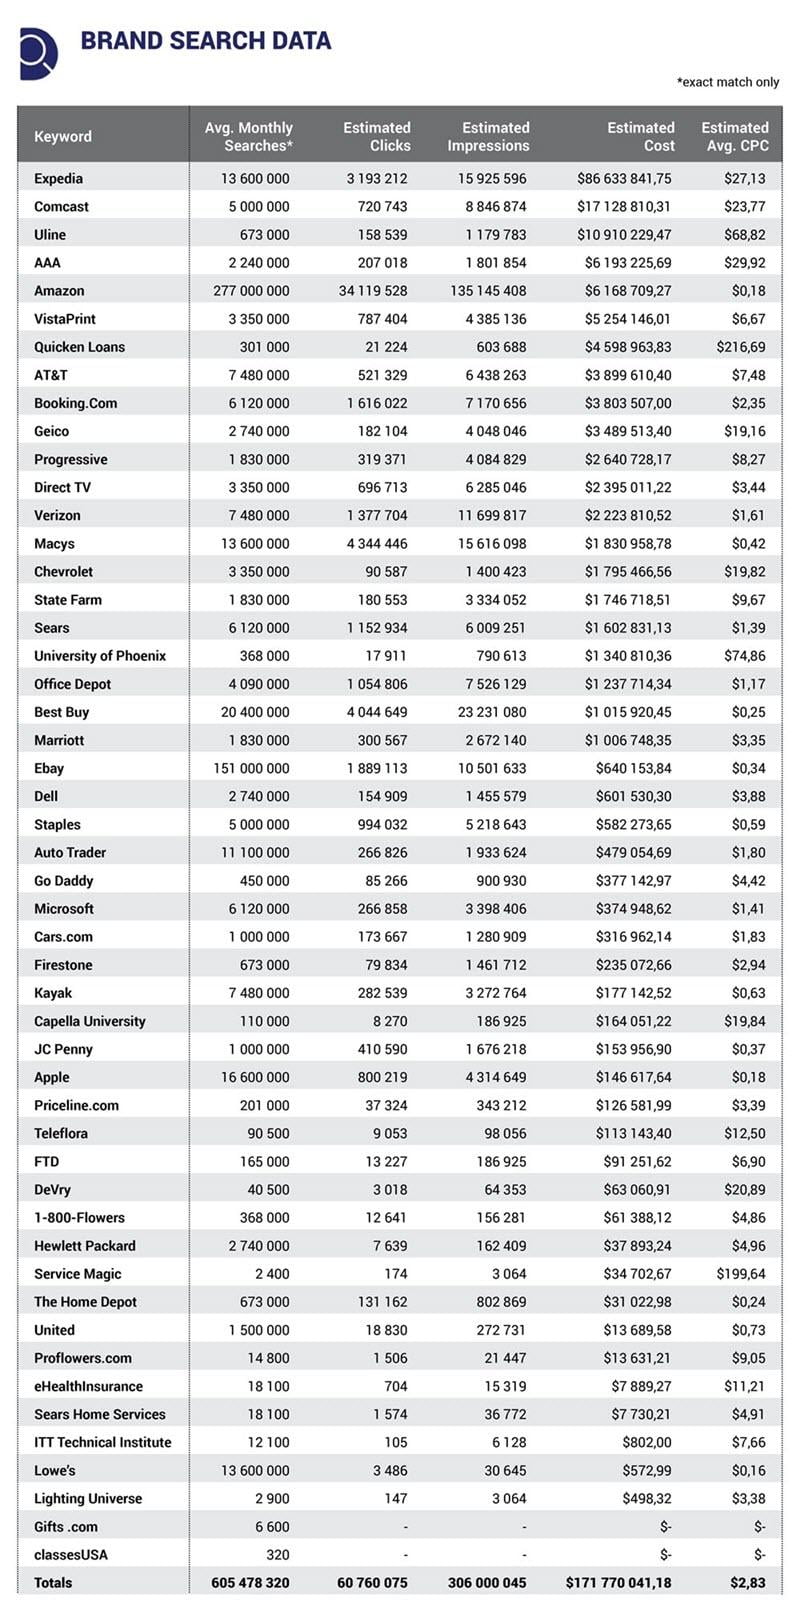 BRAND SEARCH DATA
*exact match only
Keyword Avg. Monthly Searches* Estimated Clicks Estimated Impressions Estimated Cost Estimated Avg. CPC
Expedia 13 600 000 3 193 212 15 925 596 $86 633 841,75 $27,13
Comcast 5 000 000 720 743 8 846 874 $17 128 810,31 $23,77
Uline 673 000 158 539 1 179 783 $10 910 229,47 $68,82
AAA 2 240 000 207 018 1 801 854 $6 193 225,69 $29,92
Amazon 277 000 000 34 119 528 135 145 408 $6 168 709,27 $0,18
VistaPrint 3 350 000 787 404 4 385 136 $5 254 146,01 $6,67
Quicken Loans 301 000 21 224 603 688 $4 598 963,83 $216,69
AT&T 7 480 000 521 329 6 438 263 $3 899 610,40 $7,48
Booking.Com 6 120 000 1 616 022 7 170 656 $3 803 507,00 $2,35
Geico 2 740 000 182 104 4 048 046 $3 489 513,40 $19,16
Progressive 1 830 000 319 371 4 084 829 $2 640 728,17 $8,27
Direct TV 3 350 000 696 713 6 285 046 $2 395 011,22 $3,44
Verizon 7 480 000 1 377 704 11 699 817 $2 223 810,52 $1,61
Macys 13 600 000 4 344 446 15 616 098 $1 830 958,78 $0,42
Chevrolet 3 350 000 90 587 1 400 423 $1 795 466,56 $19,82
State Farm 1 830 000 180 553 3 334 052 $1 746 718,51 $9,67
Sears 6 120 000 1 152 934 6 009 251 $1 602 831,13 $1,39
University of Phoenix 368 000 17 911 790 613 $1 340 810,36 $74,86
Office Depot 4 090 000 1 054 806 7 526 129 $1 237 714,34 $1,17
Best Buy 20 400 000 4 044 649 23 231 080 $1 015 920,45 $0,25
Marriott 1 830 000 300 567 2 672 140 $1 006 748,35 $3,35
Ebay 151 000 000 1 889 113 10 501 633 $640 153,84 $0,34
Dell 2 740 000 154 909 1 455 579 $601 530,30 $3,88
Staples 5 000 000 994 032 5 218 643 $582 273,65 $0,59
Auto Trader 11 100 000 266 826 1 933 624 $479 054,69 $1,80
Go Daddy 450 000 85 266 900 930 $377 142,97 $4,42
Microsoft 6 120 000 266 858 3 398 406 $374 948,62 $1,41
Cars.com 1 000 000 173 667 1 280 909 $316 962,14 $1,83
Firestone 673 000 79 834 1 461 712 $235 072,66 $2,94
Kayak 7 480 000 282 539 3 272 764 $177 142,52 $0,63
Capella University 110 000 8 270 186 925 $164 051,22 $19,84
JC Penny 1 000 000 410 590 1 676 218 $153 956,90 $0,37
Apple 16 600 000 800 219 4 314 649 $146 617,64 $0,18
Priceline.com 201 000 37 324 343 212 $126 581,99 $3,39
Teleflora 90 500 9 053 98 056 $113 143,40 $12,50
FTD 165 000 13 227 186 925 $91 251,62 $6,90
DeVry 40 500 3 018 64 353 $63 060,91 $20,89
1-800-Flowers 368 000 12 641 156 281 $61 388,12 $4,86
Hewlett Packard 2 740 000 7 639 162 409 $37 893,24 $4,96
Service Magic 2 400 174 3 064 $34 702,67 $199,64
The Home Depot 673 000 131 162 802 869 $31 022,98 $0,24
United 1 500 000 18 830 272 731 $13 689,58 $0,73
Proflowers.com 14 800 1 506 21 447 $13 631,21 $9,05
eHealthInsurance 18 100 704 15 319 $7 889,27 $11,21
Sears Home Services 18 100 1 574 36 772 $7 730,21 $4,91
ITT Technical Institute 12 100 105 6 128 $802,00 $7,66
Lowe's 13 600 000 3 486 30 645 $572,99 $0,16
Lighting Universe 2 900 147 3 064 $498,32 $3,38
Gifts .com 6 600 - - $- $-
classesUSA 320 - - $- $-
Totals 605 478 320 60 760 075 306 000 045 $171 770 041,18 $2,83